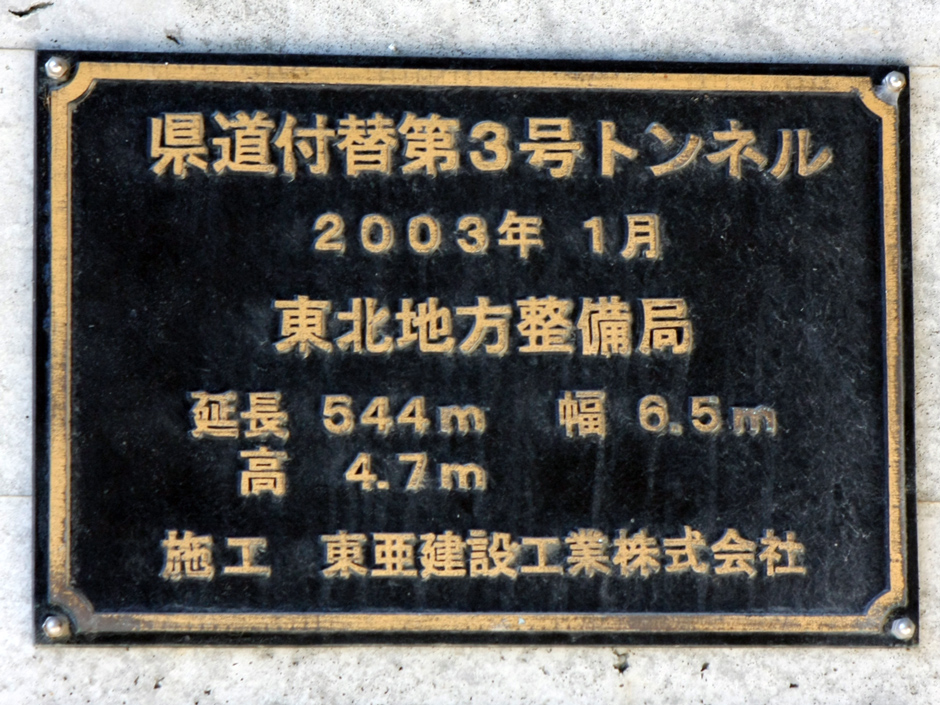 県道付替第3号トンネル
2003年 1月
東北地方整備局
延長 544m 幅 6.5m
高 4.7m
施工 東亜建設工業株式会社